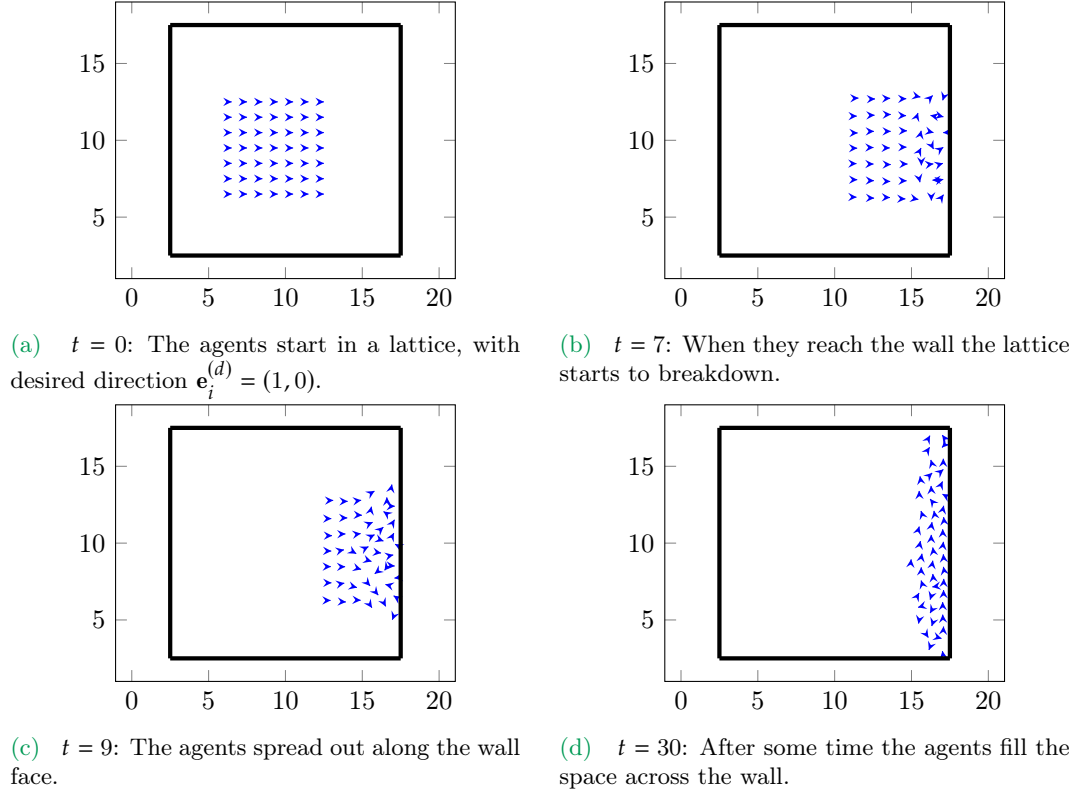 15
10
5
0 5 10 15 20
15
10
5
0 5 10 15 20
(a) t = 0: The agents start in a lattice, with
desired direction e_i^(d) = (1, 0).
(b) t = 7: When they reach the wall the lattice
starts to breakdown.
15
10
5
0 5 10 15 20
15
10
5
0 5 10 15 20
(c) t = 9: The agents spread out along the wall
face.
(d) t = 30: After some time the agents fill the
space across the wall.